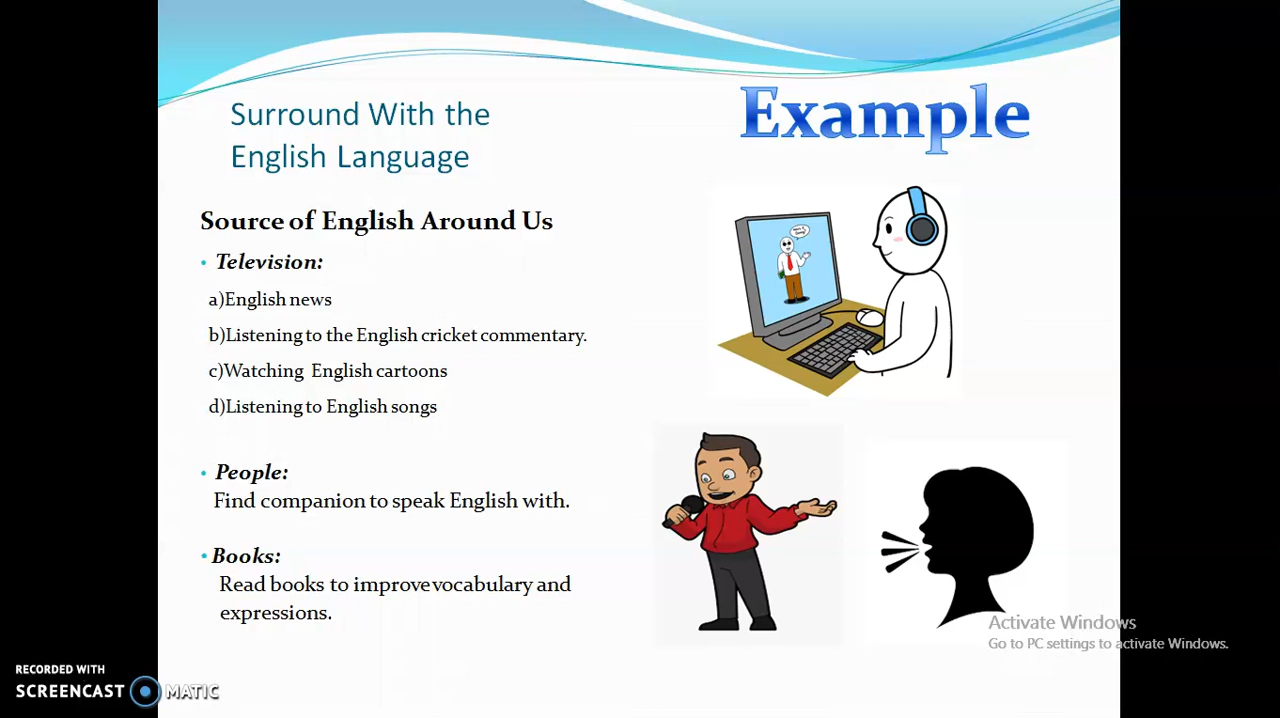 Surround With the
English Language
Example
Source of English Around Us
• Television:
a)English news
b)Listening to the English cricket commentary.
c)Watching English cartoons
d)Listening to English songs
• People:
Find companion to speak English with.
• Books:
Read books to improve vocabulary and
expressions.
Activate Windows
Go to PC settings to activate Windows.
RECORDED WITH
SCREENCAST MATIC